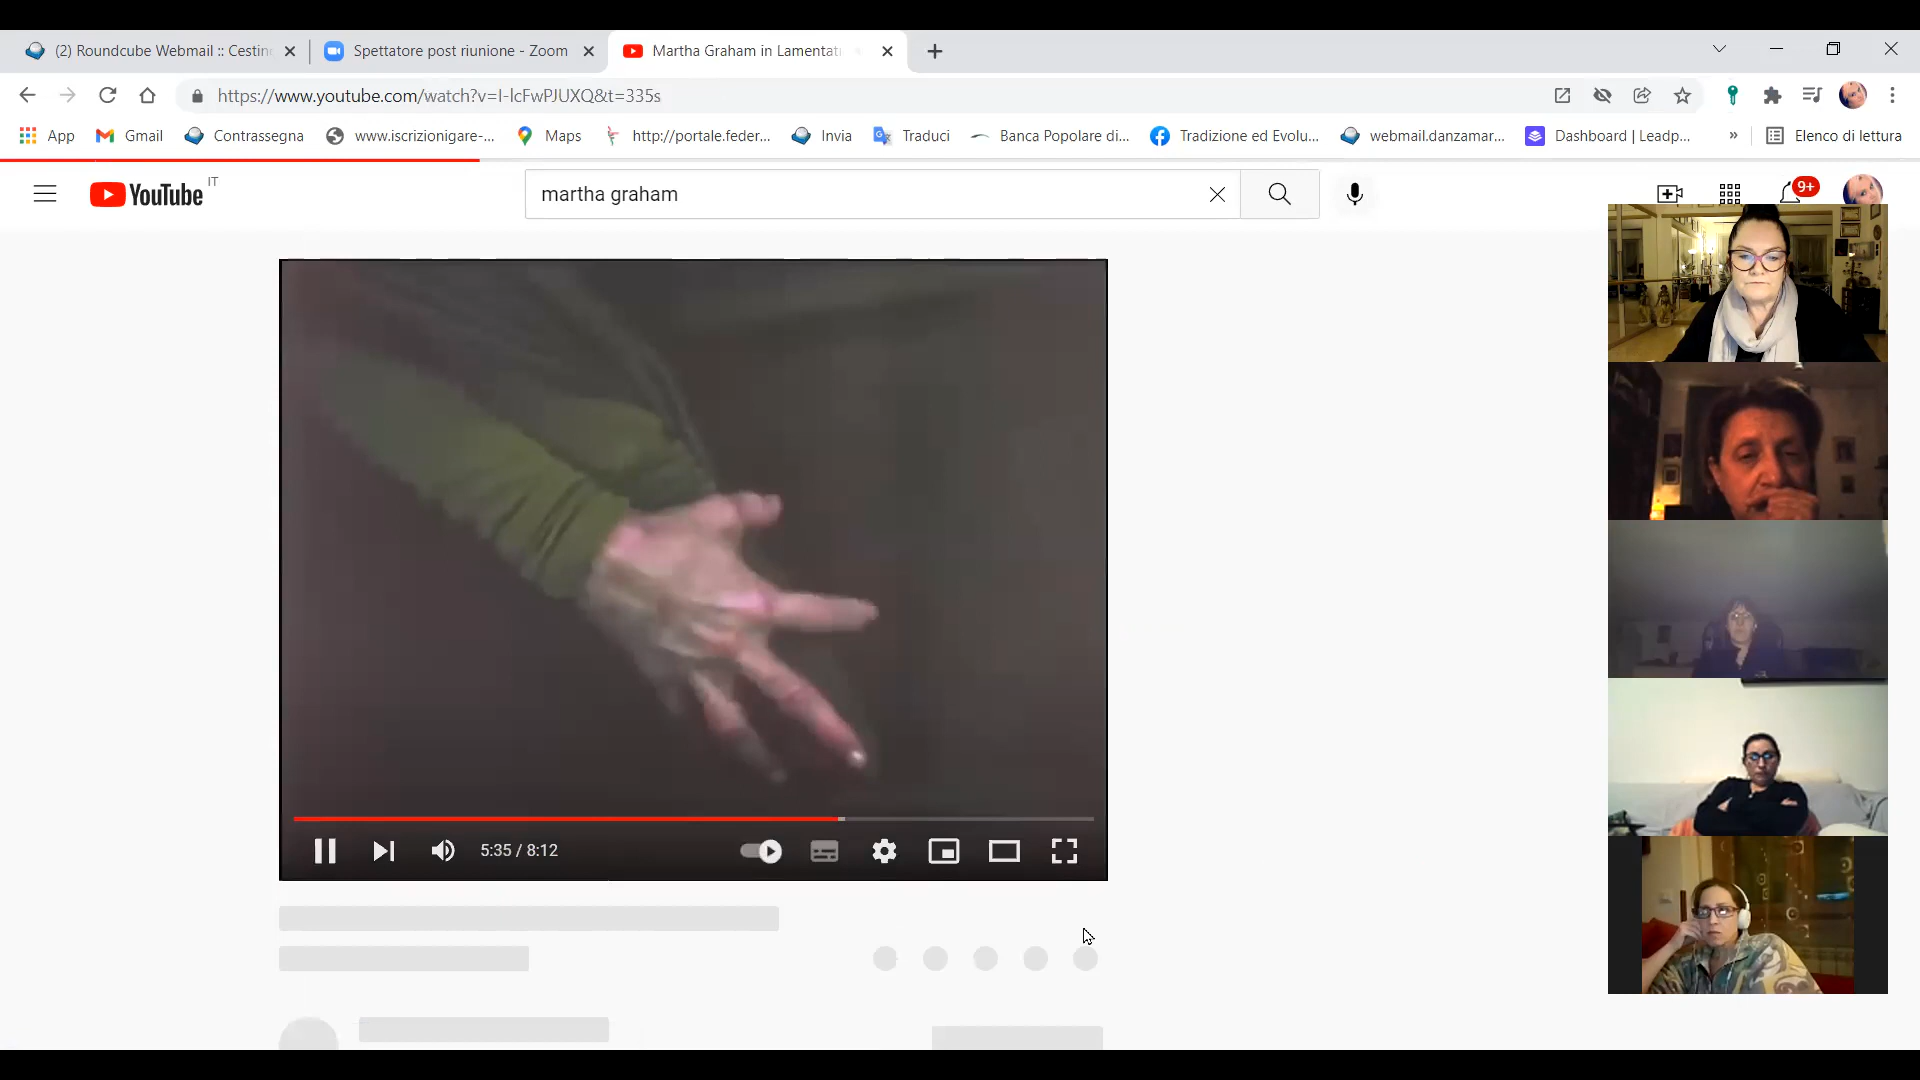 (2) Roundcube Webmail :: Cestin
Spettatore post riunione - Zoom
Martha Graham in Lamentat
https://www.youtube.com/watch?v=I-lcFwPJUXQ&t=335s
App
Gmail
Contrassegna
www.iscrizionigare-...
Maps
http://portale.feder...
Invia
Traduci
Banca Popolare di...
Tradizione ed Evolu...
webmail.danzamar...
Dashboard | Leadp...
»
Elenco di lettura
YouTube IT
martha graham
9+
5:35 / 8:12